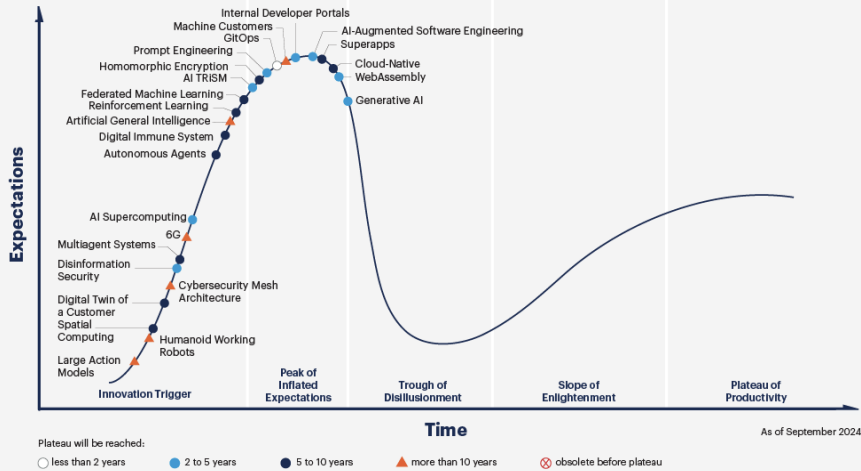 Internal Developer Portals
Machine Customers
GitOps
AI-Augmented Software Engineering
Superapps
Prompt Engineering
Cloud-Native
WebAssembly
Homomorphic Encryption
AI TRiSM
Generative AI
Federated Machine Learning
Reinforcement Learning
Artificial General Intelligence
Digital Immune System
Autonomous Agents
AI Supercomputing
6G
Multiagent Systems
Disinformation
Security
Cybersecurity Mesh
Architecture
Digital Twin of
a Customer
Spatial
Computing
Humanoid Working
Robots
Large Action
Models
Expectations
Innovation Trigger
Peak of
Inflated
Expectations
Trough of
Disillusionment
Slope of
Enlightenment
Plateau of
Productivity
Time
As of September 2024
Plateau will be reached:
less than 2 years
2 to 5 years
5 to 10 years
more than 10 years
obsolete before plateau